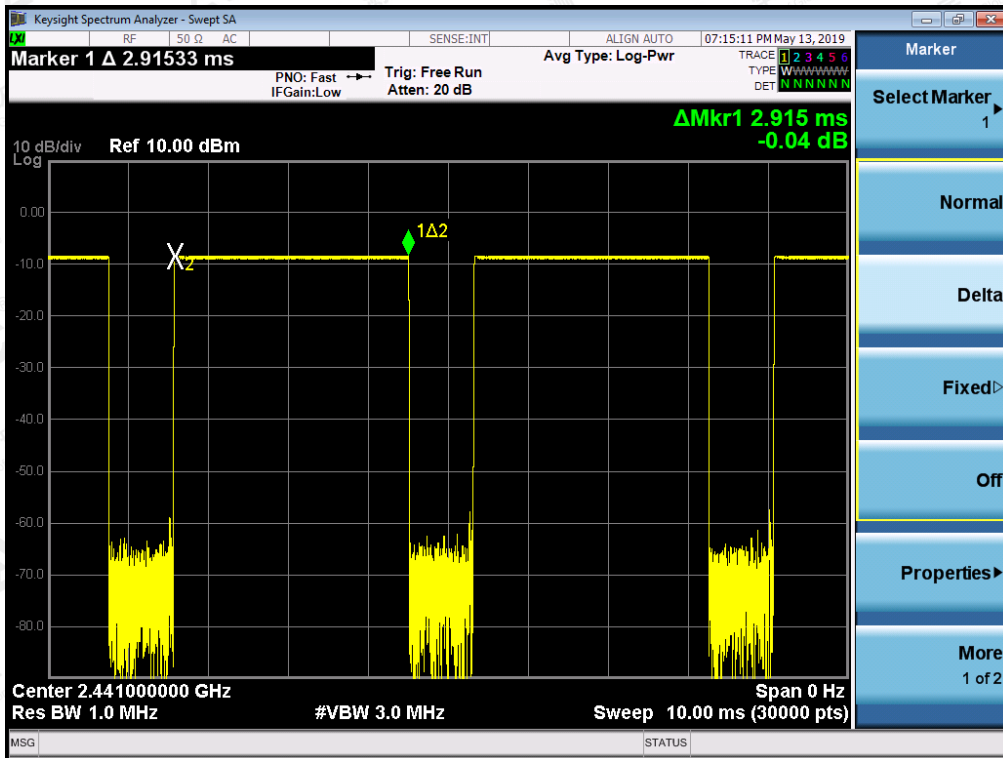 Keysight Spectrum Analyzer - Swept SA
LXI RF 50 Ω AC SENSE:INT ALIGN AUTO 07:15:11 PM May 13, 2019
Marker 1 Δ 2.91533 ms
PNO: Fast
IFGain:Low
Trig: Free Run
Atten: 20 dB
Avg Type: Log-Pwr
TRACE 1 2 3 4 5 6
TYPE WWWWWW
DET N N N N N N
ΔMkr1 2.915 ms
-0.04 dB
10 dB/div Ref 10.00 dBm
Log
0.00
-10.0
-20.0
-30.0
-40.0
-50.0
-60.0
-70.0
-80.0
X2
1Δ2
Center 2.441000000 GHz
Span 0 Hz
Res BW 1.0 MHz #VBW 3.0 MHz Sweep 10.00 ms (30000 pts)
MSG STATUS
Marker
Select Marker
1
Normal
Delta
Fixed
Off
Properties
More
1 of 2